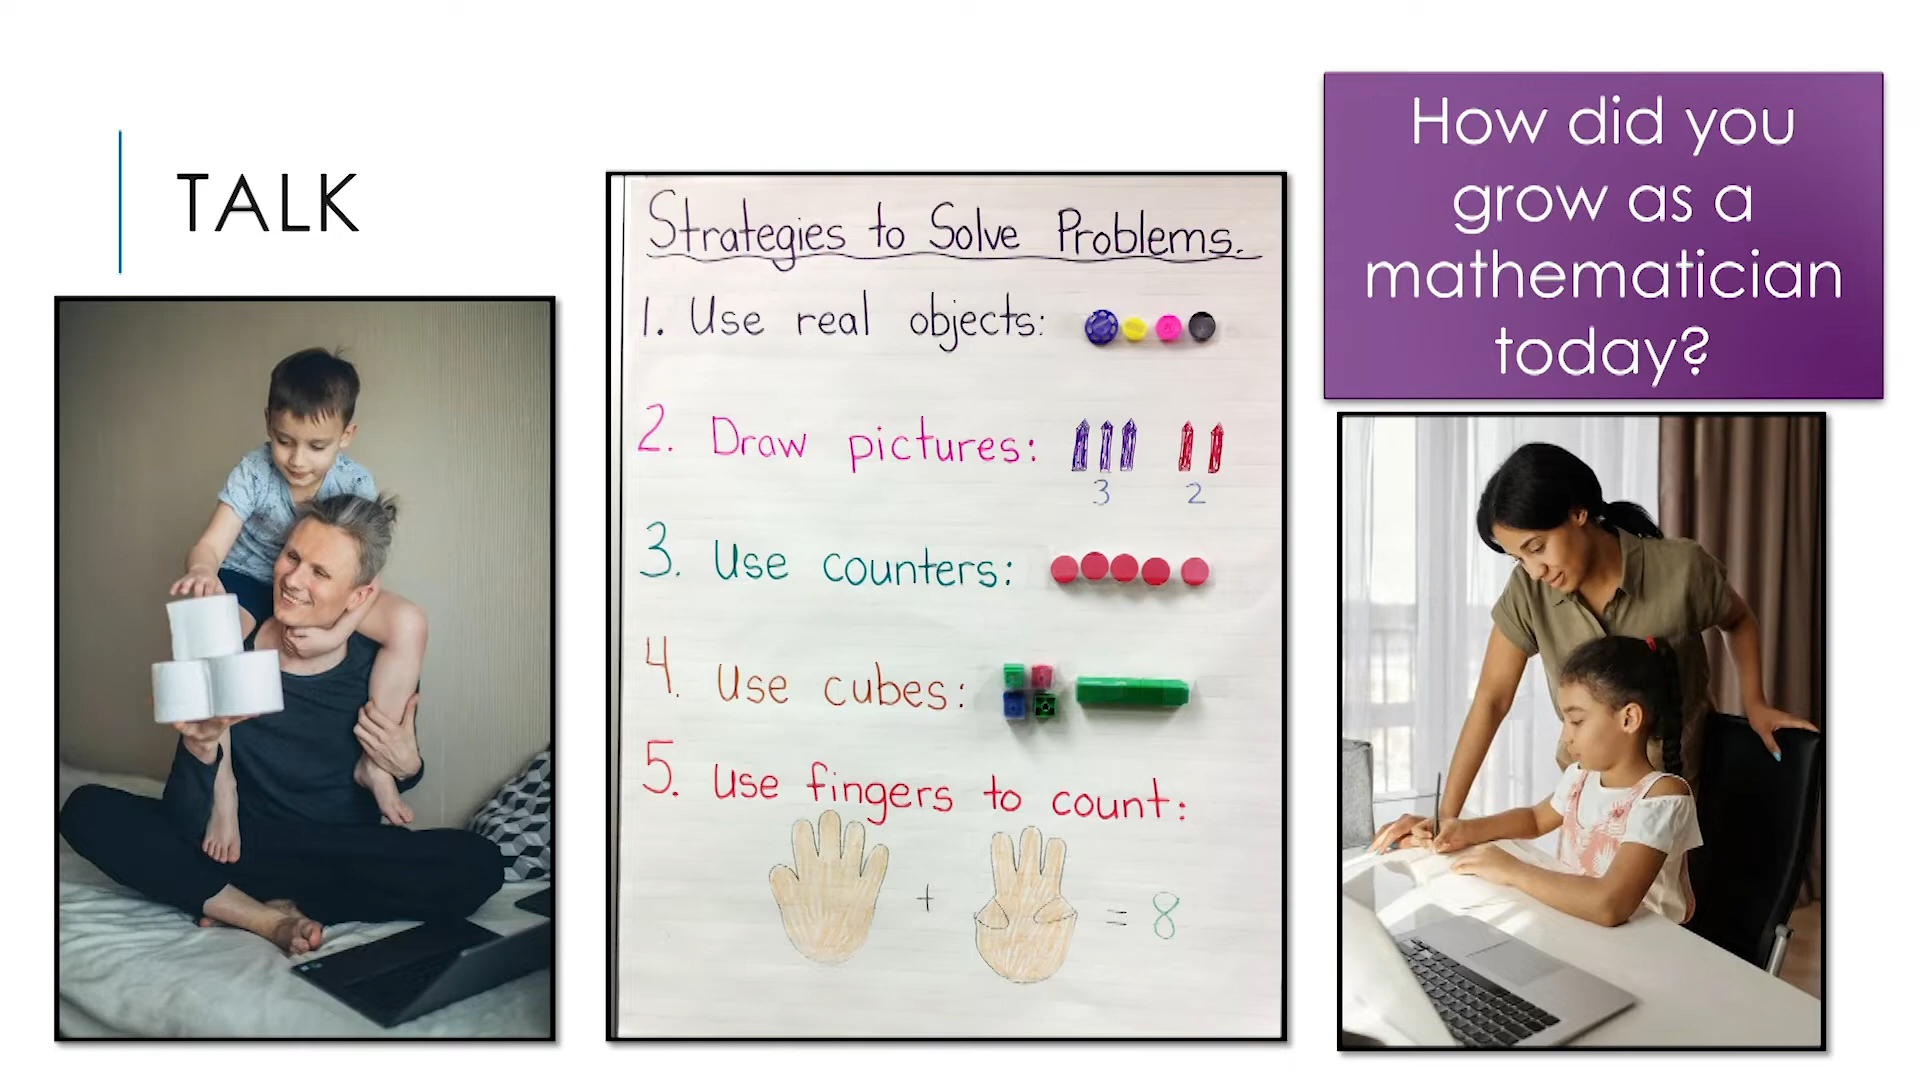 TALK
Strategies to Solve Problems.
1. Use real objects:
2. Draw pictures:
3 2
3. Use counters:
4. Use cubes:
5. Use fingers to count:
+ = 8
How did you
grow as a
mathematician
today?